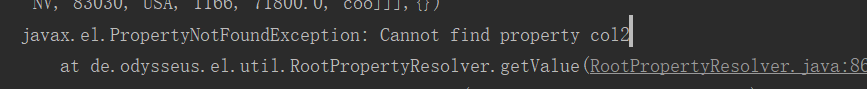 NV, 83030, USA, 1166, 71800.0, co8]]],{})
javax.el.PropertyNotFoundException: Cannot find property col2
at de.odysseus.el.util.RootPropertyResolver.getValue(RootPropertyResolver.java:86